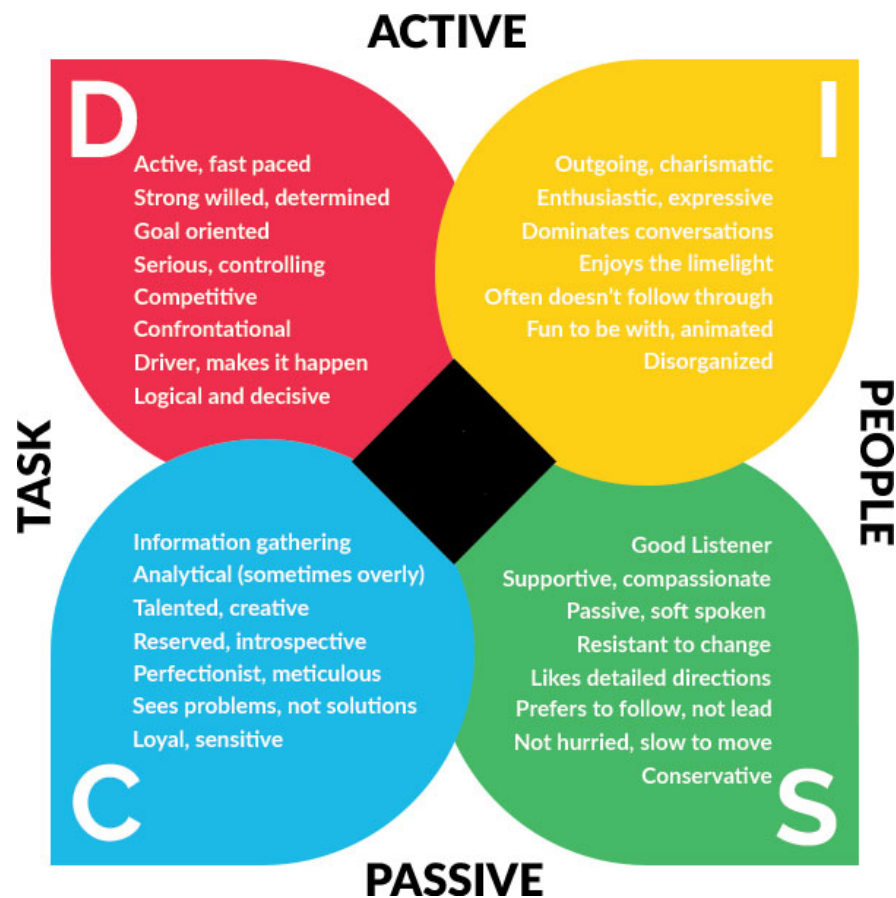 ACTIVE
D
Active, fast paced
Strong willed, determined
Goal oriented
Serious, controlling
Competitive
Confrontational
Driver, makes it happen
Logical and decisive
I
Outgoing, charismatic
Enthusiastic, expressive
Dominates conversations
Enjoys the limelight
Often doesn't follow through
Fun to be with, animated
Disorganized
TASK
PEOPLE
Information gathering
Analytical (sometimes overly)
Talented, creative
Reserved, introspective
Perfectionist, meticulous
Sees problems, not solutions
Loyal, sensitive
C
Good Listener
Supportive, compassionate
Passive, soft spoken
Resistant to change
Likes detailed directions
Prefers to follow, not lead
Not hurried, slow to move
Conservative
S
PASSIVE